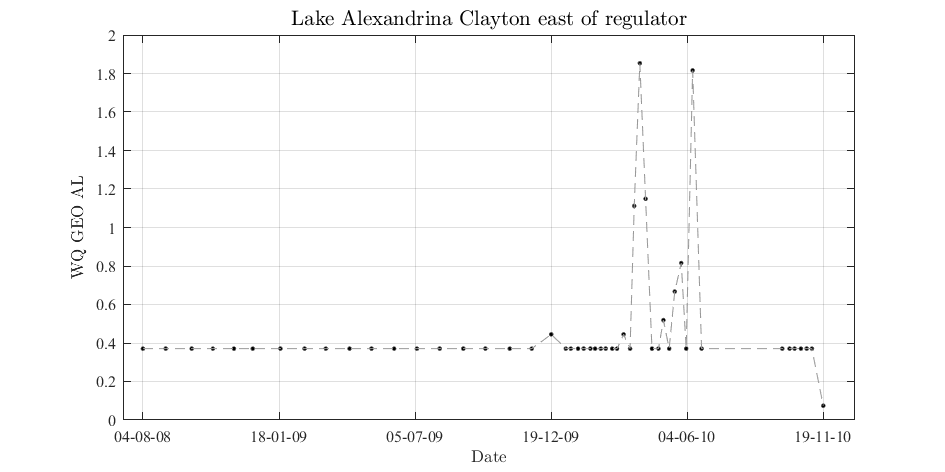 Lake Alexandrina Clayton east of regulator
2
1.8
1.6
1.4
1.2
1
0.8
0.6
0.4
0.2
0
WQ GEO AL
04-08-08 18-01-09 05-07-09 19-12-09 04-06-10 19-11-10
Date